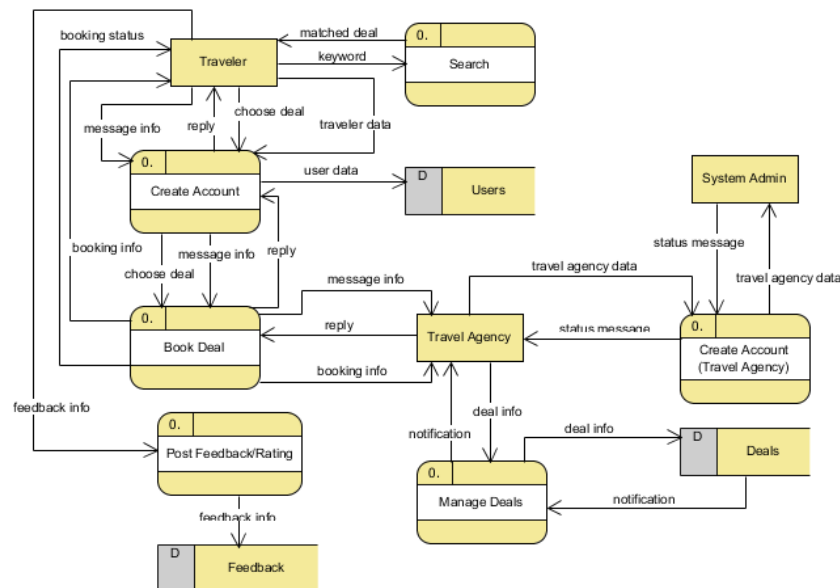 booking status
matched deal
0.
Traveler
keyword
Search
choose deal
message info
reply
traveler data
0.
Create Account
user data
D
Users
System Admin
status message
travel agency data
booking info
choose deal
message info
reply
message info
travel agency data
0.
Book Deal
reply
Travel Agency
status message
0.
Create Account
(Travel Agency)
booking info
feedback info
0.
Post Feedback/Rating
notification
deal info
deal info
D
Deals
0.
Manage Deals
notification
feedback info
D
Feedback